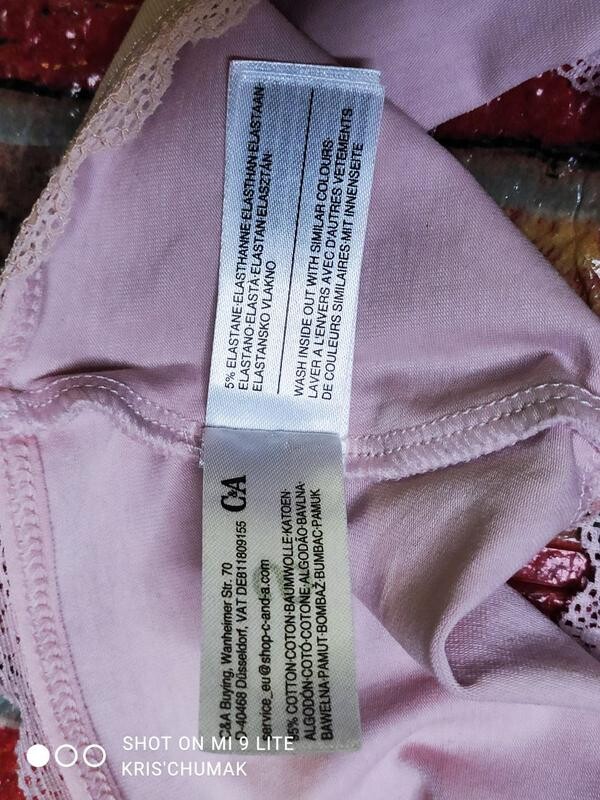 5% ELASTANE·ELASTHANNE·ELASTHAN·ELASTAAN·
ELASTANO·ELASTĀ·ELASTAN·ELASZTÁN·
ELASTANSKO VLAKNO
WASH INSIDE OUT WITH SIMILAR COLOURS·
LAVER A L'ENVERS AVEC D'AUTRES VETEMENTS
DE COULEURS SIMILAIRES MIT INNENSEITE
C&A
C&A Buying, Wanheimer Str. 70
D-40468 Düsseldorf, VAT DE811809155
service_eu@shop-c-and-a.com
95% COTTON·COTON·BAUMWOLLE·KATOEN·
ALGODÓN·COTÓ·COTONE·ALGODÃO·BAVLNA·
BAWEŁNA·PAMUT·BOMBAŽ·BUMBAC·PAMUK
SHOT ON MI 9 LITE
KRIS'CHUMAK